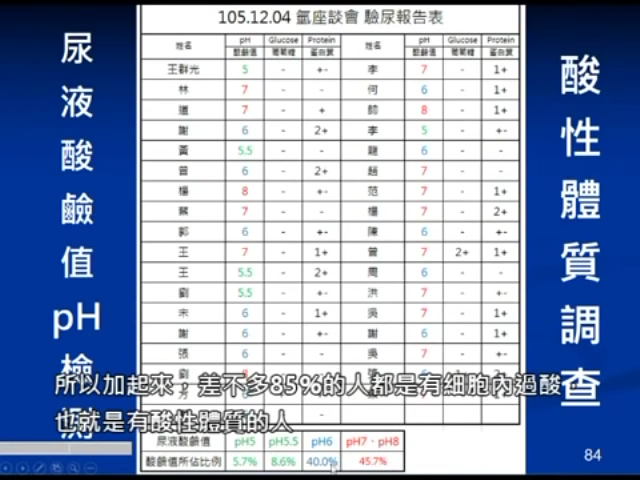 105.12.04 氫座談會 驗尿報告表
尿液酸鹼值pH檢測
酸性體質調查
姓名 pH 酸鹼值 Glucose 葡萄糖 Protein 蛋白質 姓名 pH 酸鹼值 Glucose 葡萄糖 Protein 蛋白質
王群光 5 - +- 李 7 - 1+
林 7 - - 何 6 - 1+
道 7 - + 師 8 - 1+
謝 6 - 2+ 李 5 - +-
黃 5.5 - - 龍 6 - -
曾 6 - 2+ 趙 7 - -
楊 8 - +- 范 7 - 1+
蔡 7 - - 楊 7 - 2+
郭 6 - +- 陳 6 - +-
王 7 - 1+ 曾 7 2+ 1+
王 5.5 - 2+ 周 6 - -
劉 5.5 - +- 洪 7 - +-
宋 6 - 1+ 吳 7 - 1+
謝 6 - +- 謝 6 - 1+
張 6 - - 吳 7 - +-
劉
所以加起來，差不多85%的人都是有細胞內過酸
也就是有酸性體質的人
尿液酸鹼值 pH5 pH5.5 pH6 pH7、pH8
酸鹼值所佔比例 5.7% 8.6% 40.0% 45.7%
84